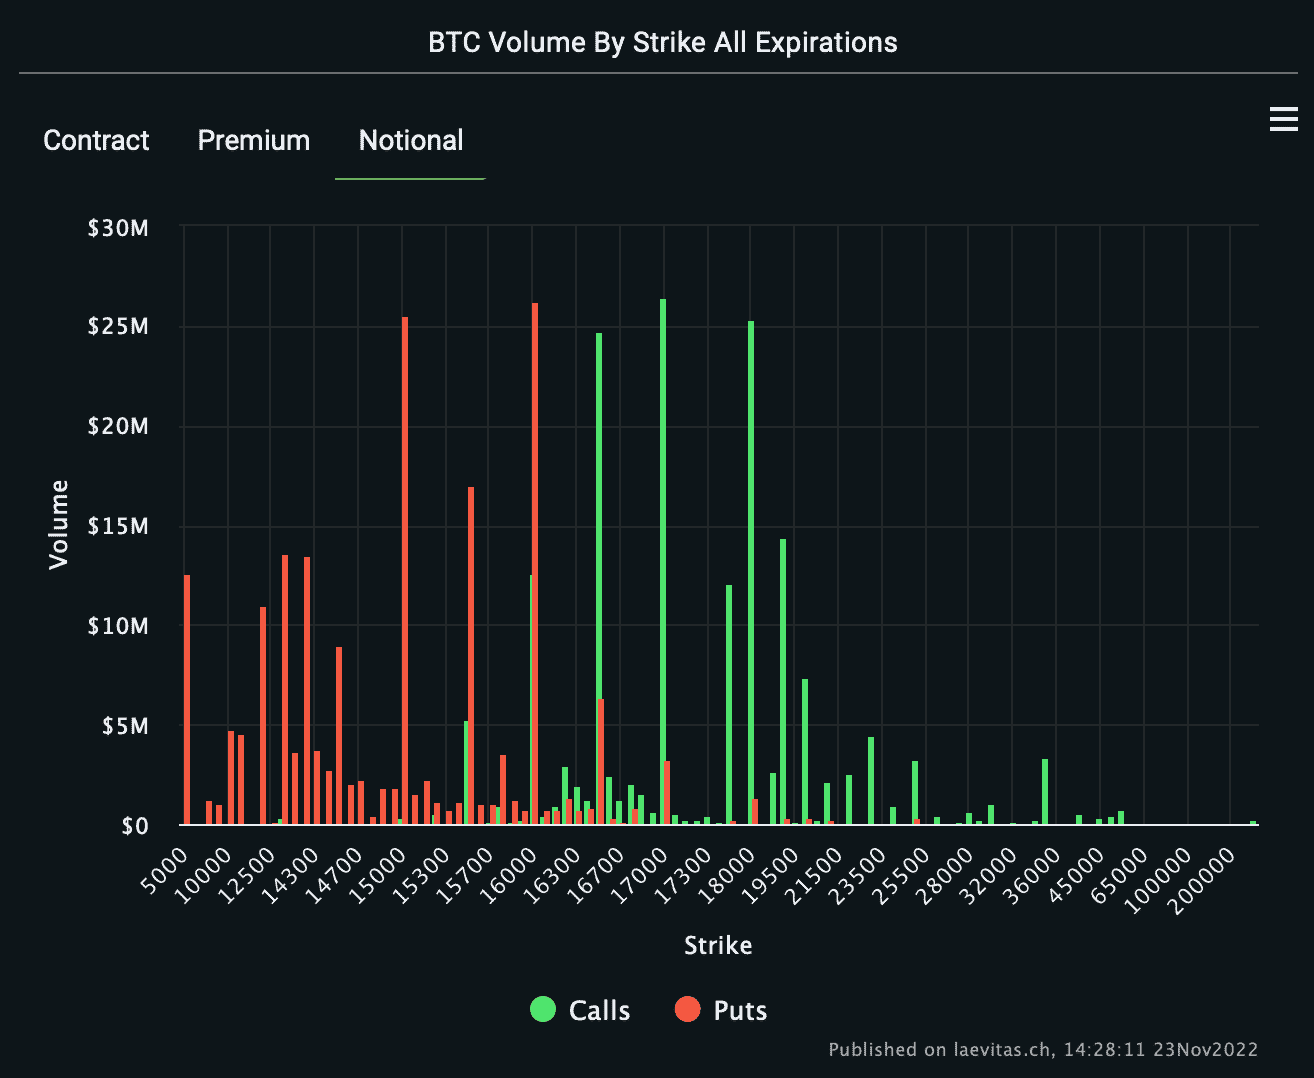 BTC Volume By Strike All Expirations
Contract Premium Notional
$30M
$25M
$20M
$15M
$10M
$5M
$0
Volume
5000 10000 12500 14300 14700 15000 15300 15700 16000 16300 16700 17000 17300 18000 19500 21500 23500 25500 28000 32000 36000 45000 65000 100000 200000
Strike
Calls Puts
Published on laevitas.ch, 14:28:11 23Nov2022